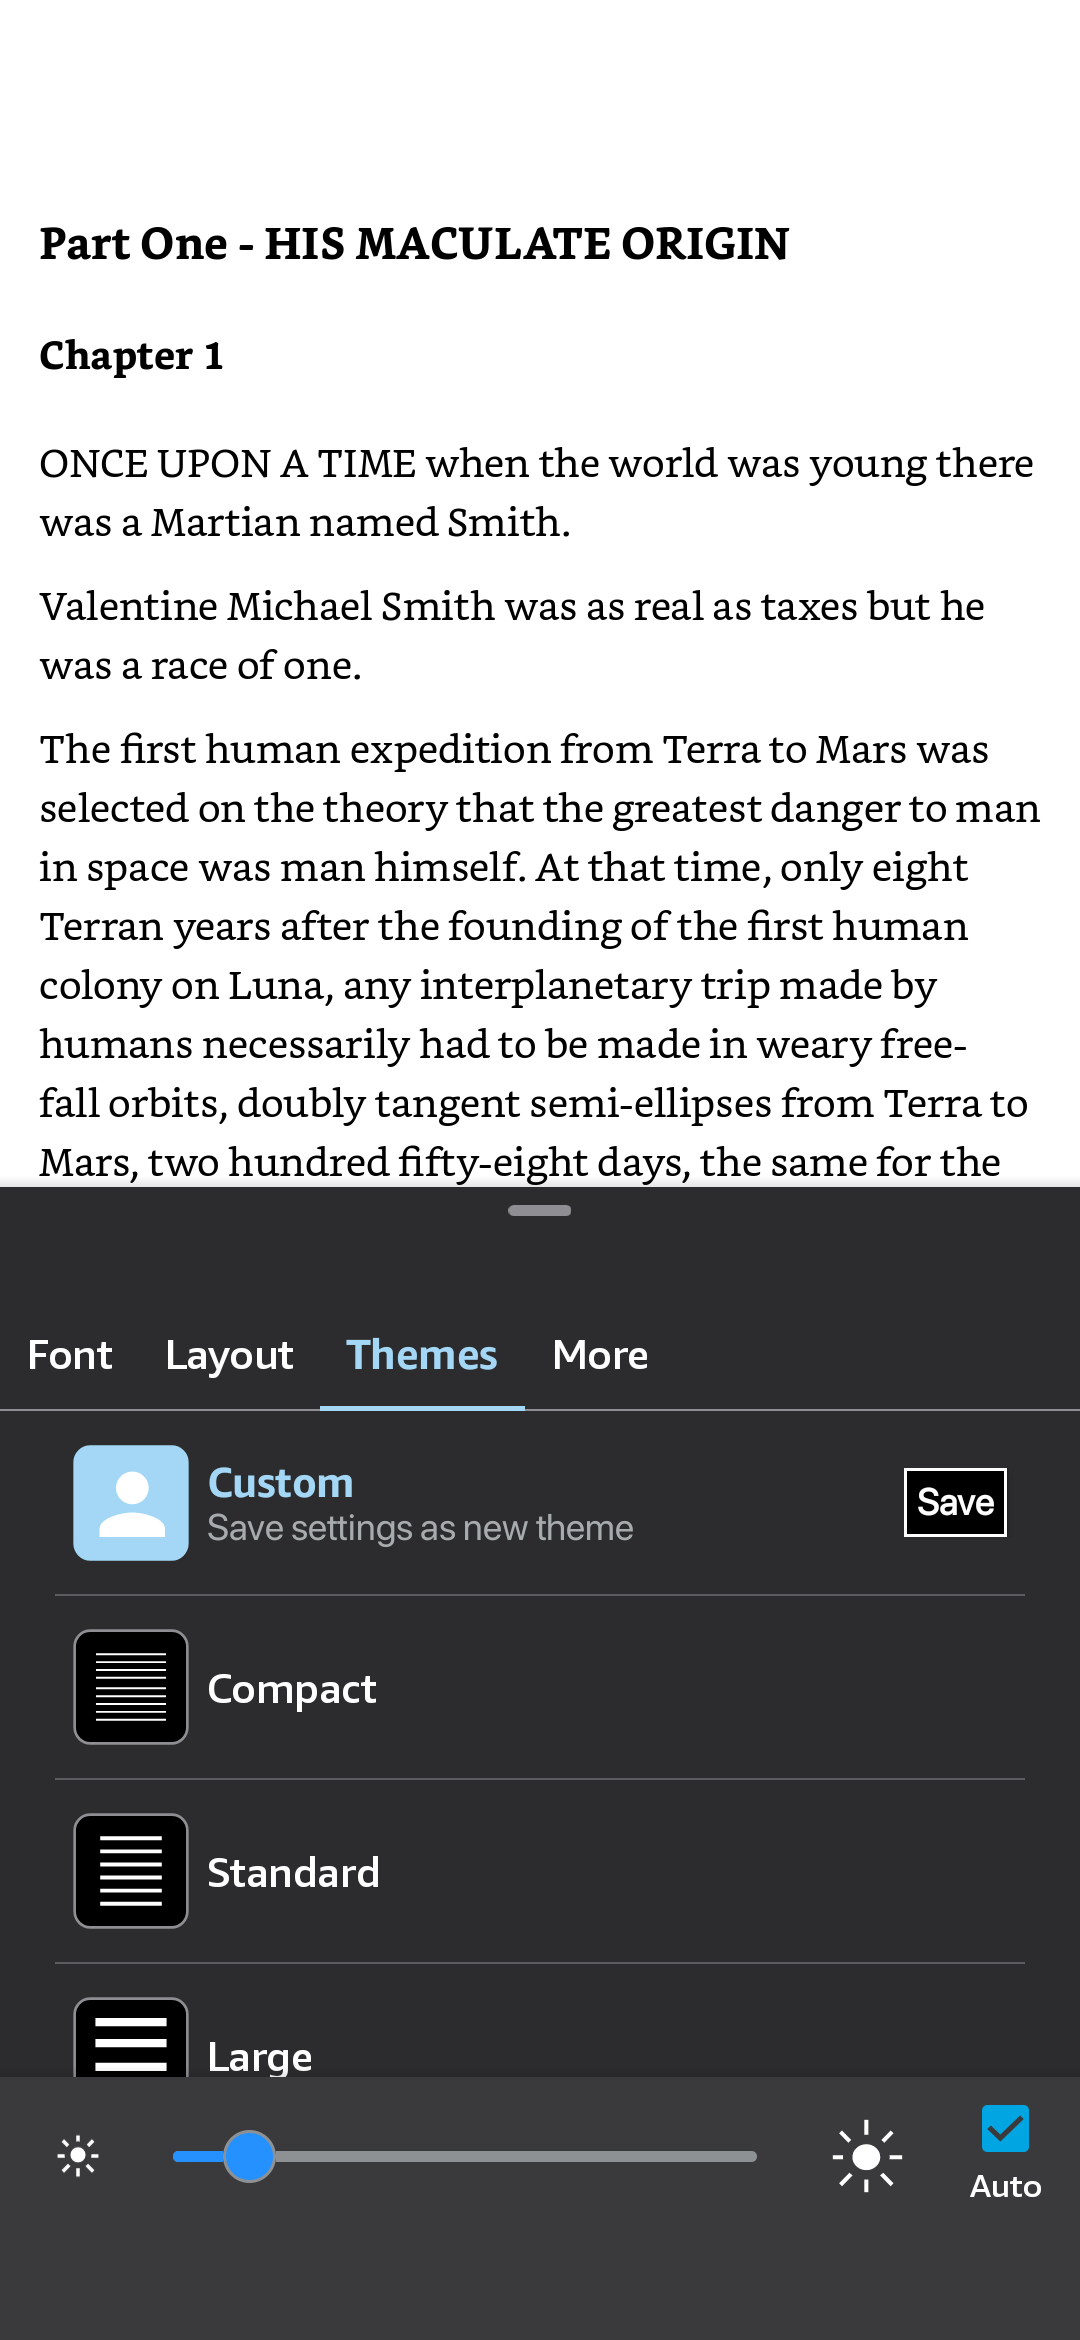 Part One - HIS MACULATE ORIGIN
Chapter 1
ONCE UPON A TIME when the world was young there
was a Martian named Smith.
Valentine Michael Smith was as real as taxes but he
was a race of one.
The first human expedition from Terra to Mars was
selected on the theory that the greatest danger to man
in space was man himself. At that time, only eight
Terran years after the founding of the first human
colony on Luna, any interplanetary trip made by
humans necessarily had to be made in weary free-
fall orbits, doubly tangent semi-ellipses from Terra to
Mars, two hundred fifty-eight days, the same for the
Font Layout Themes More
Custom
Save settings as new theme
Save
Compact
Standard
Large
Auto